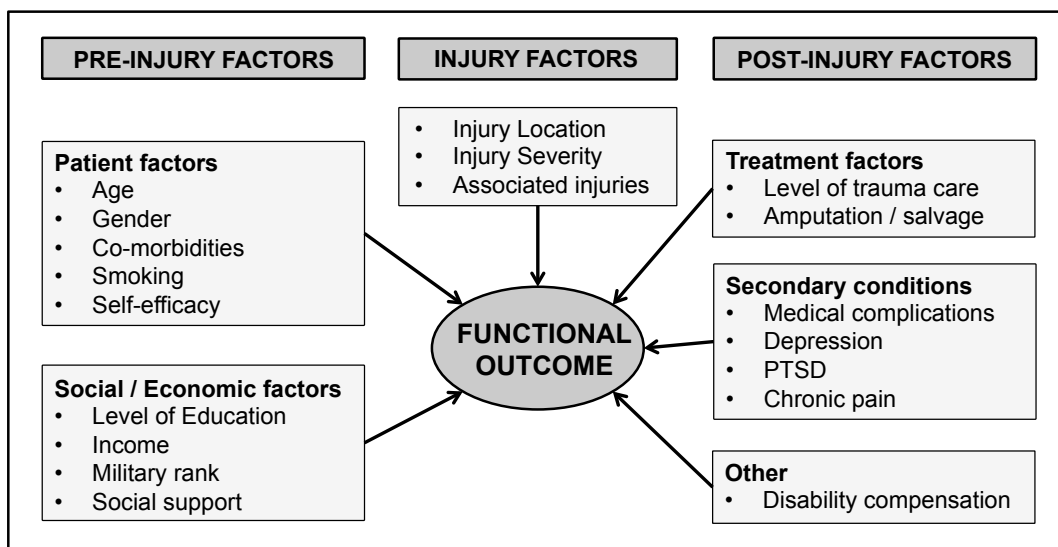 PRE-INJURY FACTORS
Patient factors
• Age
• Gender
• Co-morbidities
• Smoking
• Self-efficacy
Social / Economic factors
• Level of Education
• Income
• Military rank
• Social support
INJURY FACTORS
• Injury Location
• Injury Severity
• Associated injuries
FUNCTIONAL
OUTCOME
POST-INJURY FACTORS
Treatment factors
• Level of trauma care
• Amputation / salvage
Secondary conditions
• Medical complications
• Depression
• PTSD
• Chronic pain
Other
• Disability compensation